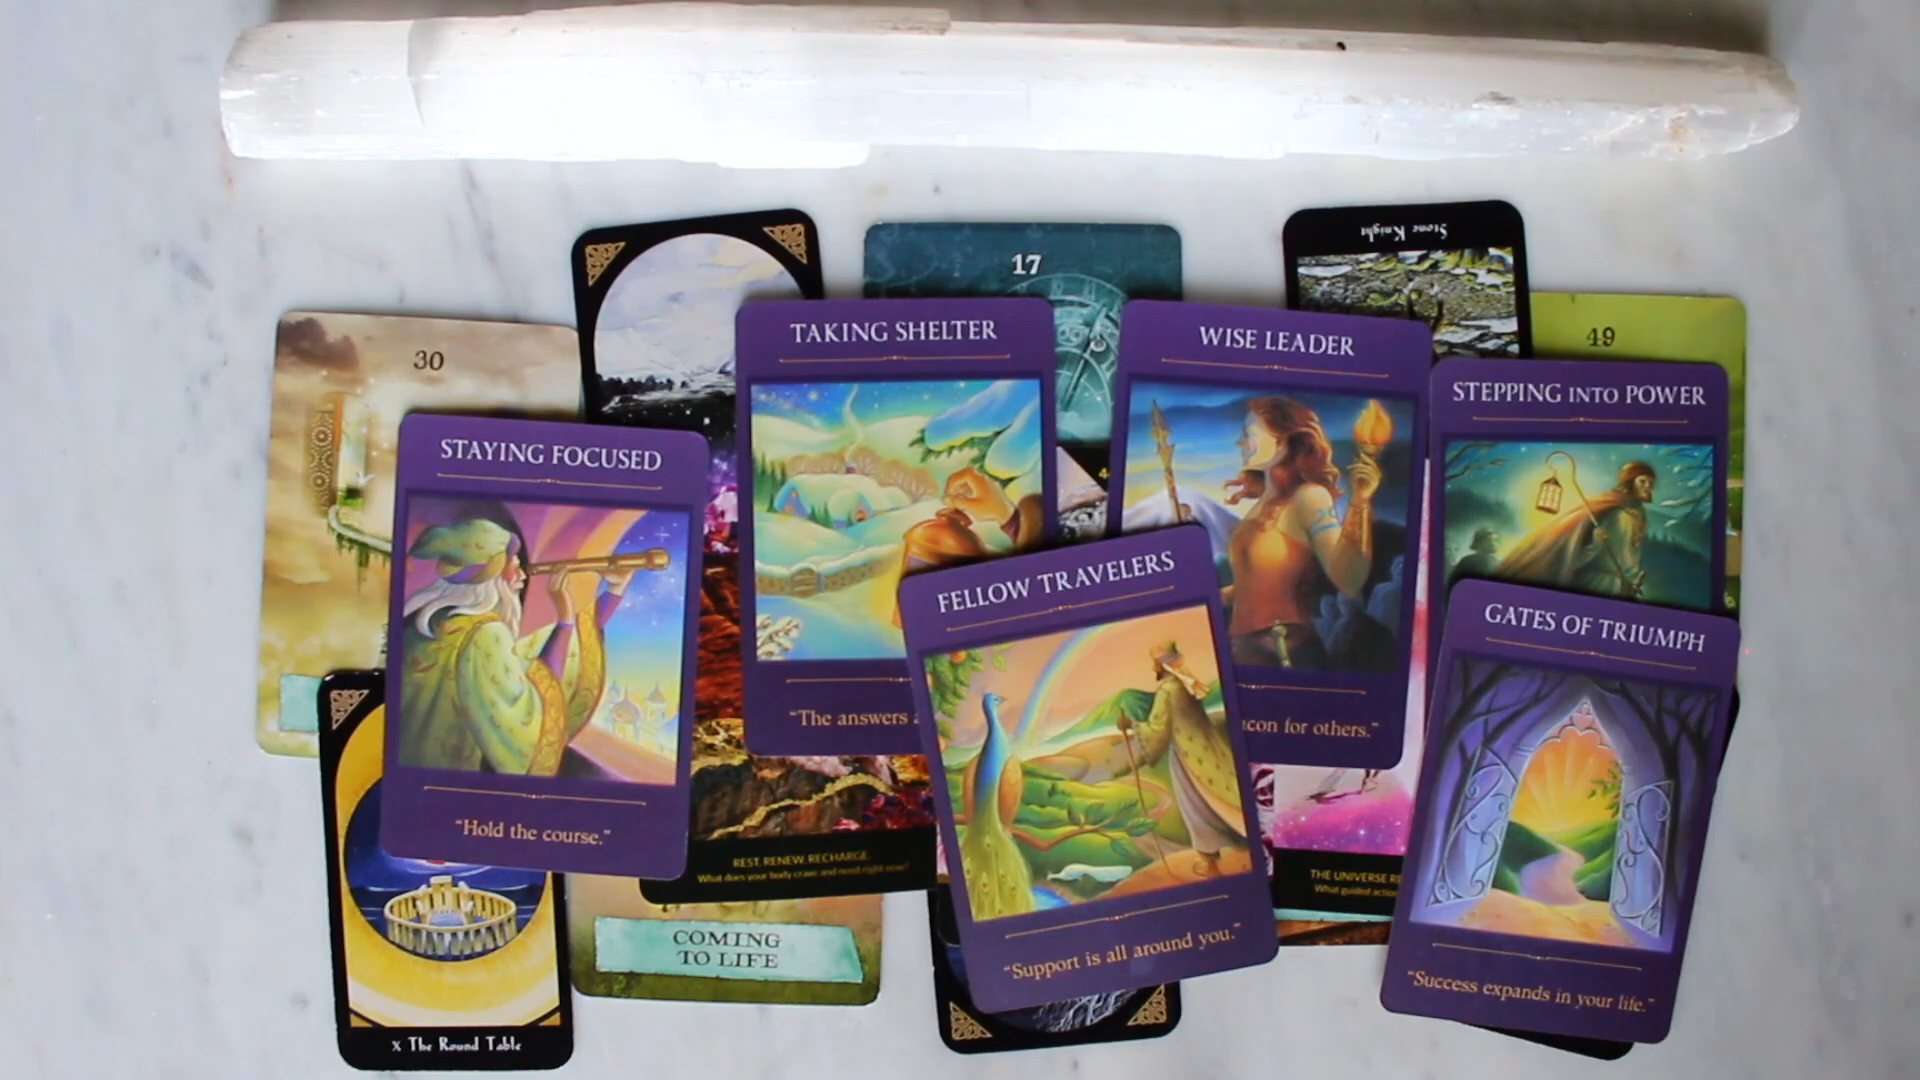 Stone Knight
17
30
49
TAKING SHELTER
WISE LEADER
STEPPING INTO POWER
STAYING FOCUSED
FELLOW TRAVELERS
GATES OF TRIUMPH
"The answers
con for others."
"Hold the course."
REST. RENEW. RECHARGE.
What does your body crave and need right now?
THE UNIVERSE
What guided action
COMING
TO LIFE
"Support is all around you."
"Success expands in your life."
X The Round Table